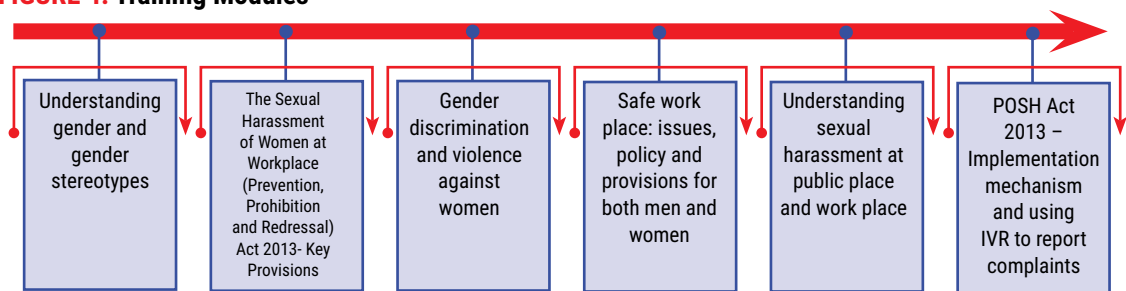 FIGURE 1: Training Modules
Understanding
gender and
gender
stereotypes
The Sexual
Harassment
of Women at
Workplace
(Prevention,
Prohibition
and Redressal)
Act 2013- Key
Provisions
Gender
discrimination
and violence
against
women
Safe work
place: issues,
policy and
provisions for
both men and
women
Understanding
sexual
harassment at
public place
and work place
POSH Act
2013 –
Implementation
mechanism
and using
IVR to report
complaints